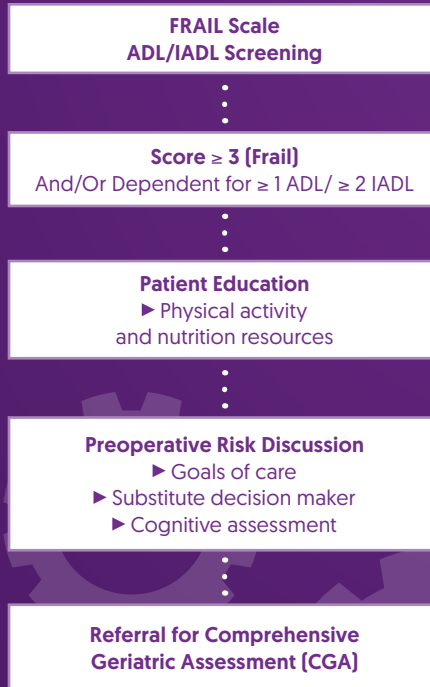 FRAIL Scale
ADL/IADL Screening
Score ≥ 3 (Frail)
And/Or Dependent for ≥ 1 ADL/ ≥ 2 IADL
Patient Education
► Physical activity
and nutrition resources
Preoperative Risk Discussion
► Goals of care
► Substitute decision maker
► Cognitive assessment
Referral for Comprehensive
Geriatric Assessment (CGA)